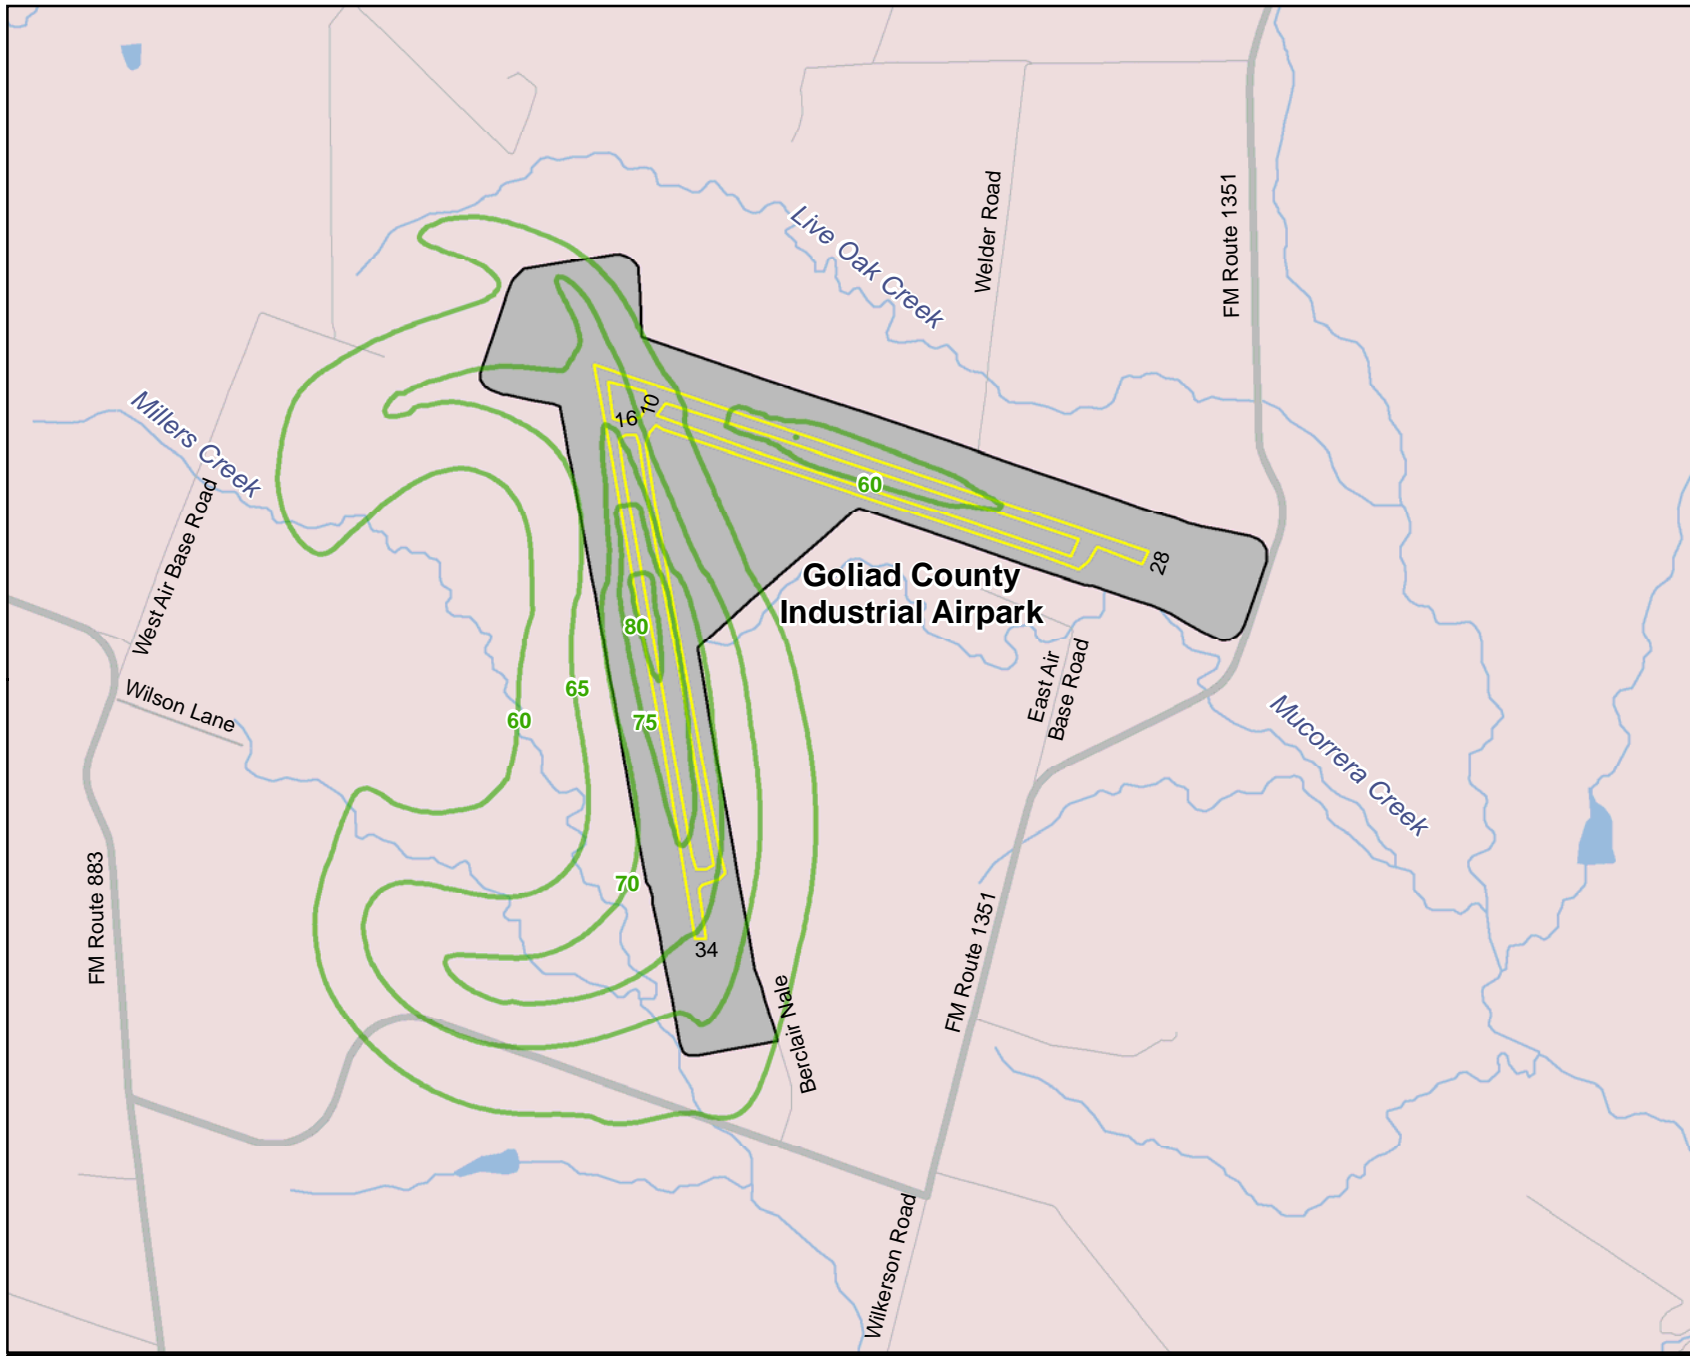 Welder Road
FM Route 1351
Live Oak Creek
Millers Creek
16
10
60
28
West Air Base Road
Goliad County
Industrial Airpark
80
65
60
75
Wilson Lane
East Air
Base Road
Mucorrera Creek
70
FM Route 883
34
FM Route 1351
Berclair Nale
Wilkerson Road